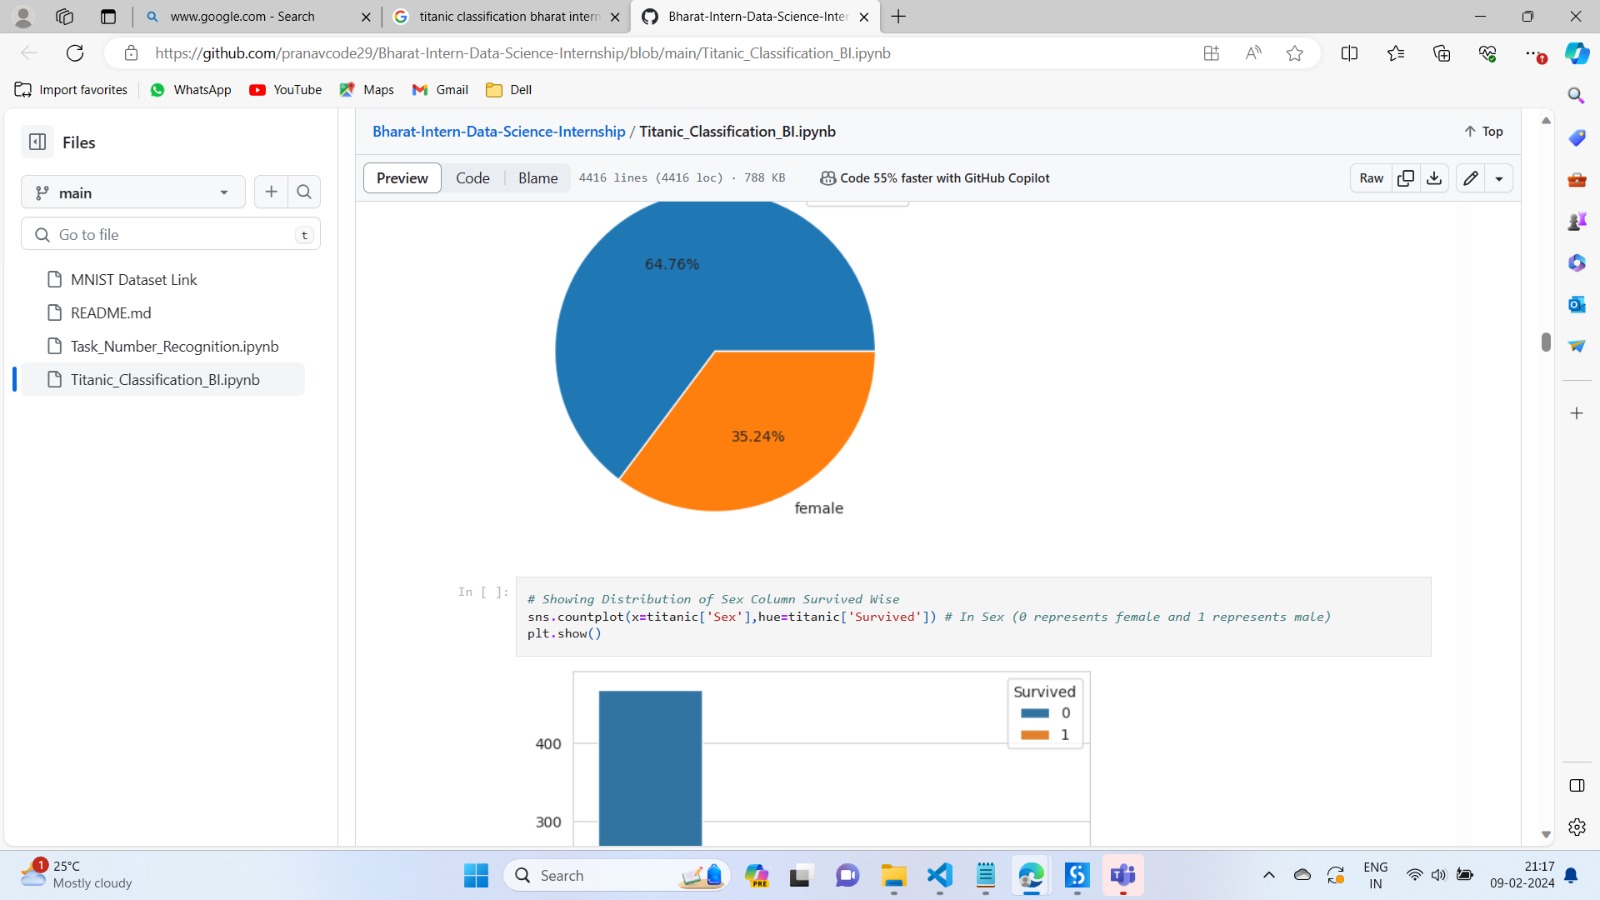 www.google.com - Search
titanic classification bharat intern
Bharat-Intern-Data-Science-Inter
https://github.com/pranavcode29/Bharat-Intern-Data-Science-Internship/blob/main/Titanic_Classification_BI.ipynb
Import favorites
WhatsApp
YouTube
Maps
Gmail
Dell
Files
main
Go to file
t
MNIST Dataset Link
README.md
Task_Number_Recognition.ipynb
Titanic_Classification_BI.ipynb
Bharat-Intern-Data-Science-Internship / Titanic_Classification_BI.ipynb
Top
Preview
Code
Blame
4416 lines (4416 loc) · 788 KB
Code 55% faster with GitHub Copilot
Raw
64.76%
35.24%
female
In [ ]:
# Showing Distribution of Sex Column Survived Wise
sns.countplot(x=titanic['Sex'],hue=titanic['Survived']) # In Sex (0 represents female and 1 represents male)
plt.show()
Survived
0
1
400
300
1
25°C
Mostly cloudy
Search
PRE
ENG
IN
21:17
09-02-2024